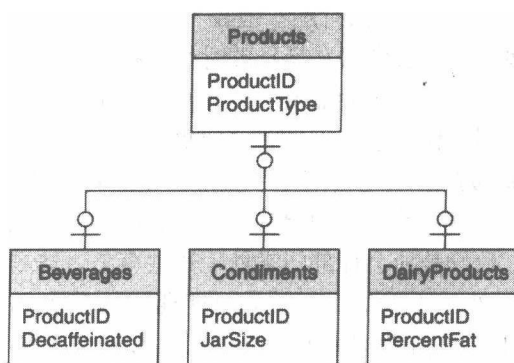 Products
ProductID
ProductType
Beverages
ProductID
Decaffeinated
Condiments
ProductID
JarSize
DairyProducts
ProductID
PercentFat